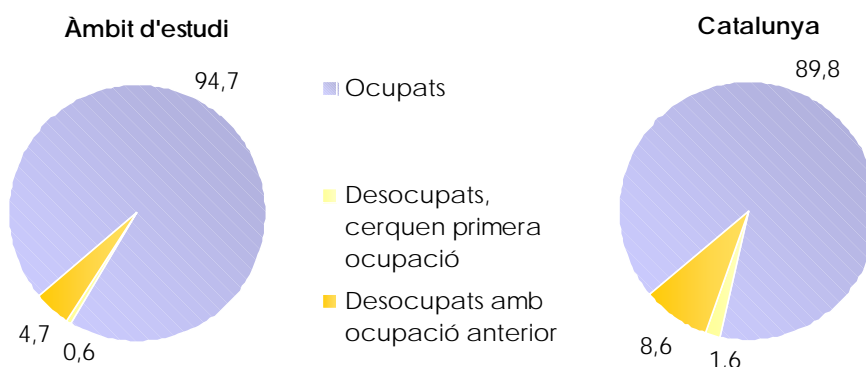 Àmbit d'estudi
94,7
4,7
0,6
Ocupats
Desocupats,
cerquen primera
ocupació
Desocupats amb
ocupació anterior
Catalunya
89,8
8,6
1,6